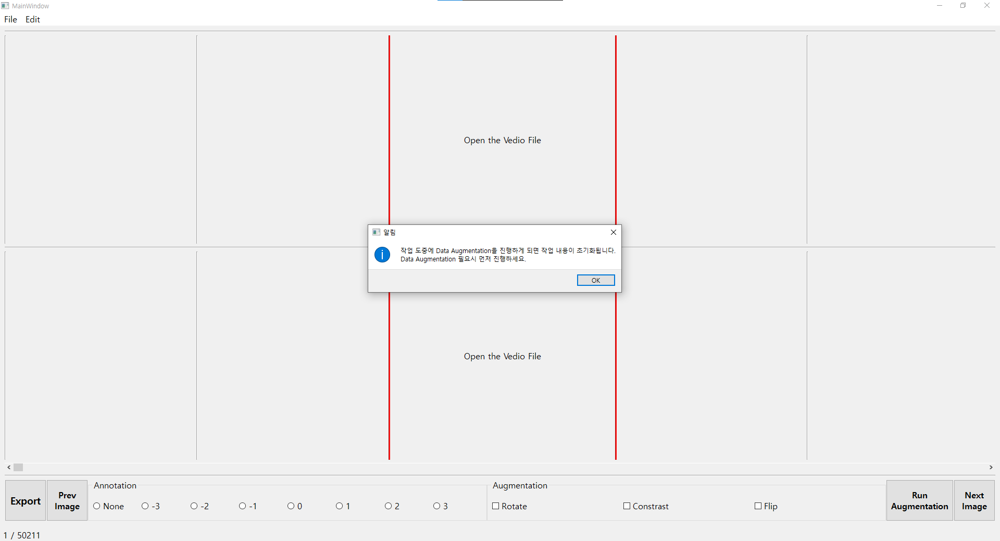 MainWindow
File Edit
Open the Vedio File
알림
작업 도중에 Data Augmentation을 진행하게 되면 작업 내용이 초기화됩니다.
Data Augmentation 필요시 먼저 진행하세요.
OK
Open the Vedio File
Export
Prev
Image
Annotation
None -3 -2 -1 0 1 2 3
Augmentation
Rotate Constrast Flip
Run
Augmentation
Next
Image
1 / 50211